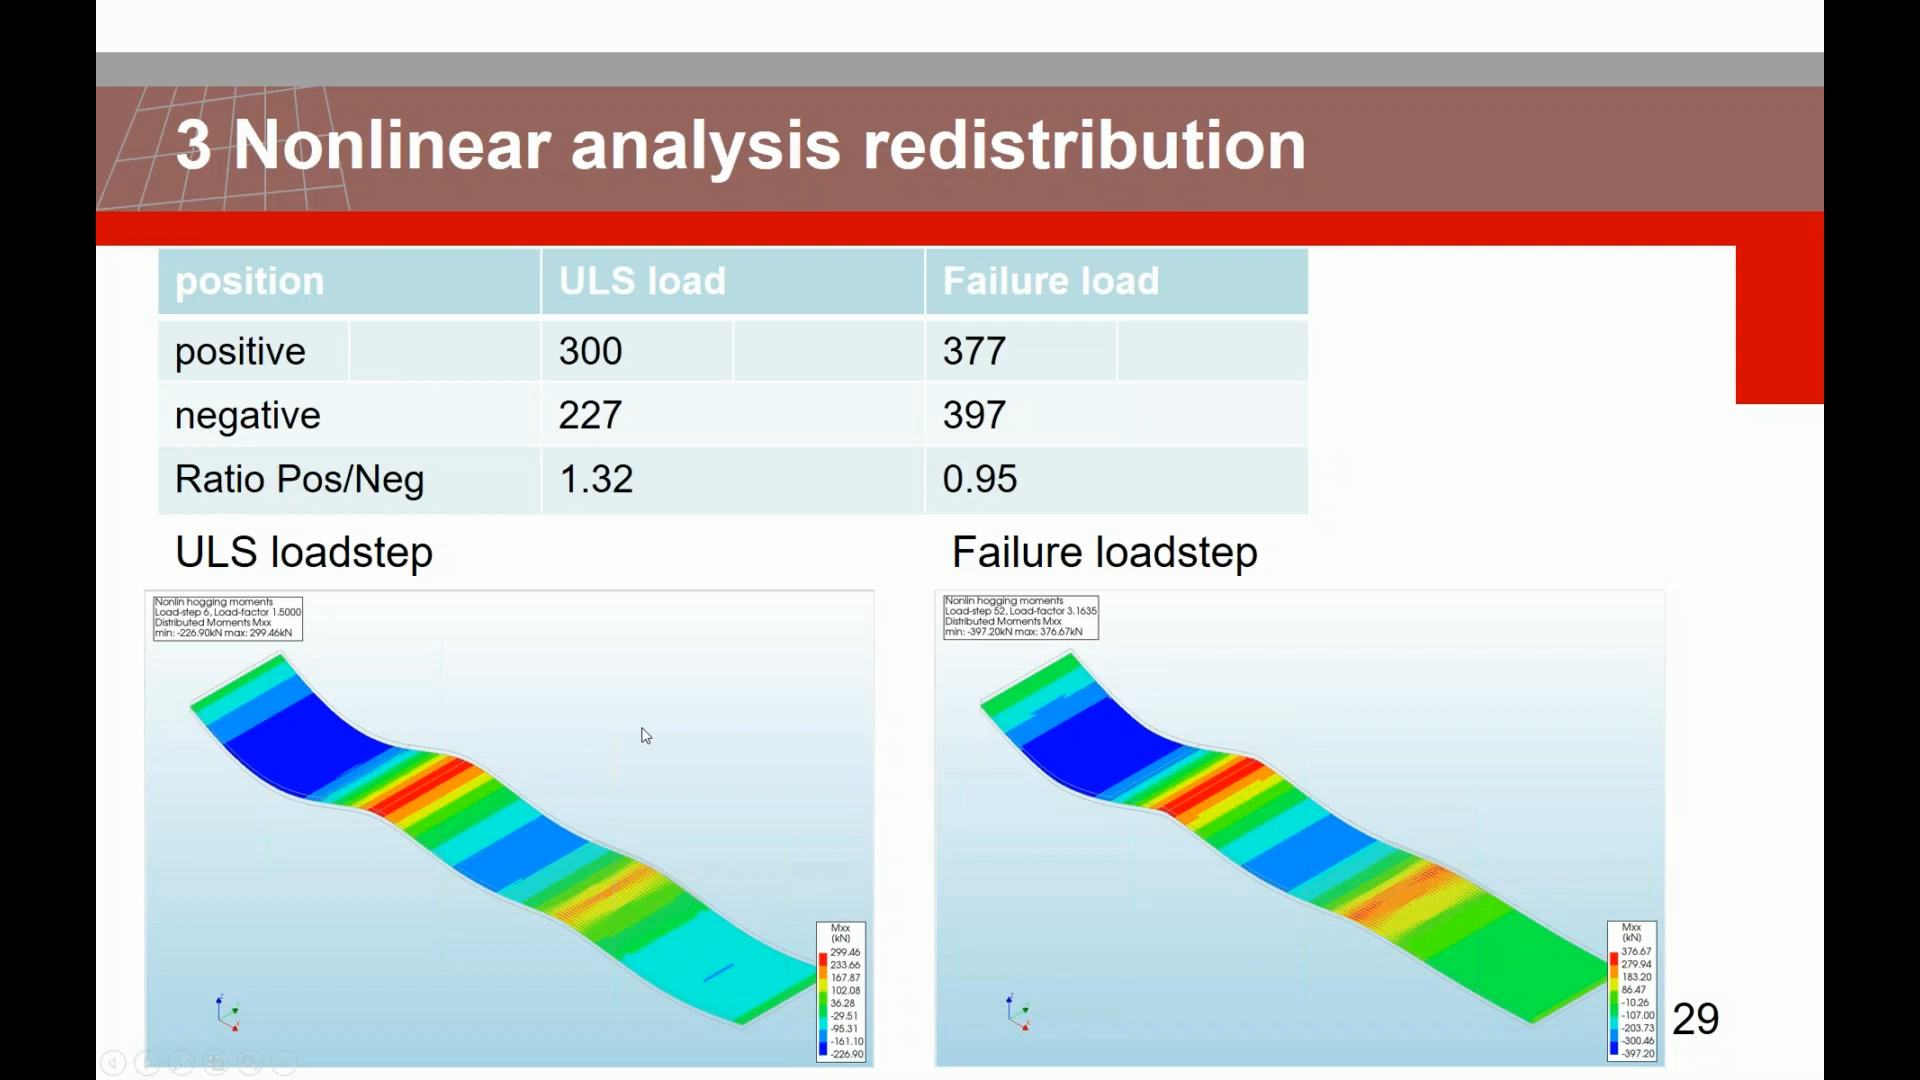 3 Nonlinear analysis redistribution
position ULS load Failure load
positive 300 377
negative 227 397
Ratio Pos/Neg 1.32 0.95
ULS loadstep
Failure loadstep
Nonlin hogging moments
Load-step 6, Load-factor 1.5000
Distributed Moments Mxx
min: -226.90kN max: 299.46kN
Mxx
(kN)
299.46
233.66
167.87
102.08
36.28
-29.51
-95.31
-161.10
-226.90
Nonlin hogging moments
Load-step 52, Load-factor 3.1635
Distributed Moments Mxx
min: -397.20kN max: 376.67kN
Mxx
(kN)
376.67
279.94
183.20
86.47
-10.26
-107.00
-203.73
-300.46
-397.20
29